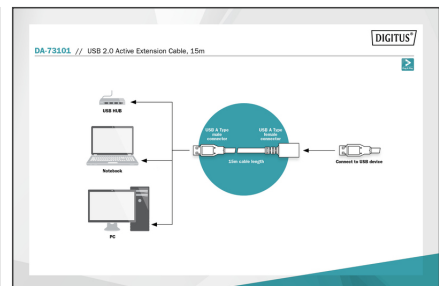 DIGITUS®
DA-73101 // USB 2.0 Active Extension Cable, 15m
USB HUB
Notebook
PC
USB A Type
male
connector
USB A Type
female
connector
15m cable length
Connect to USB device